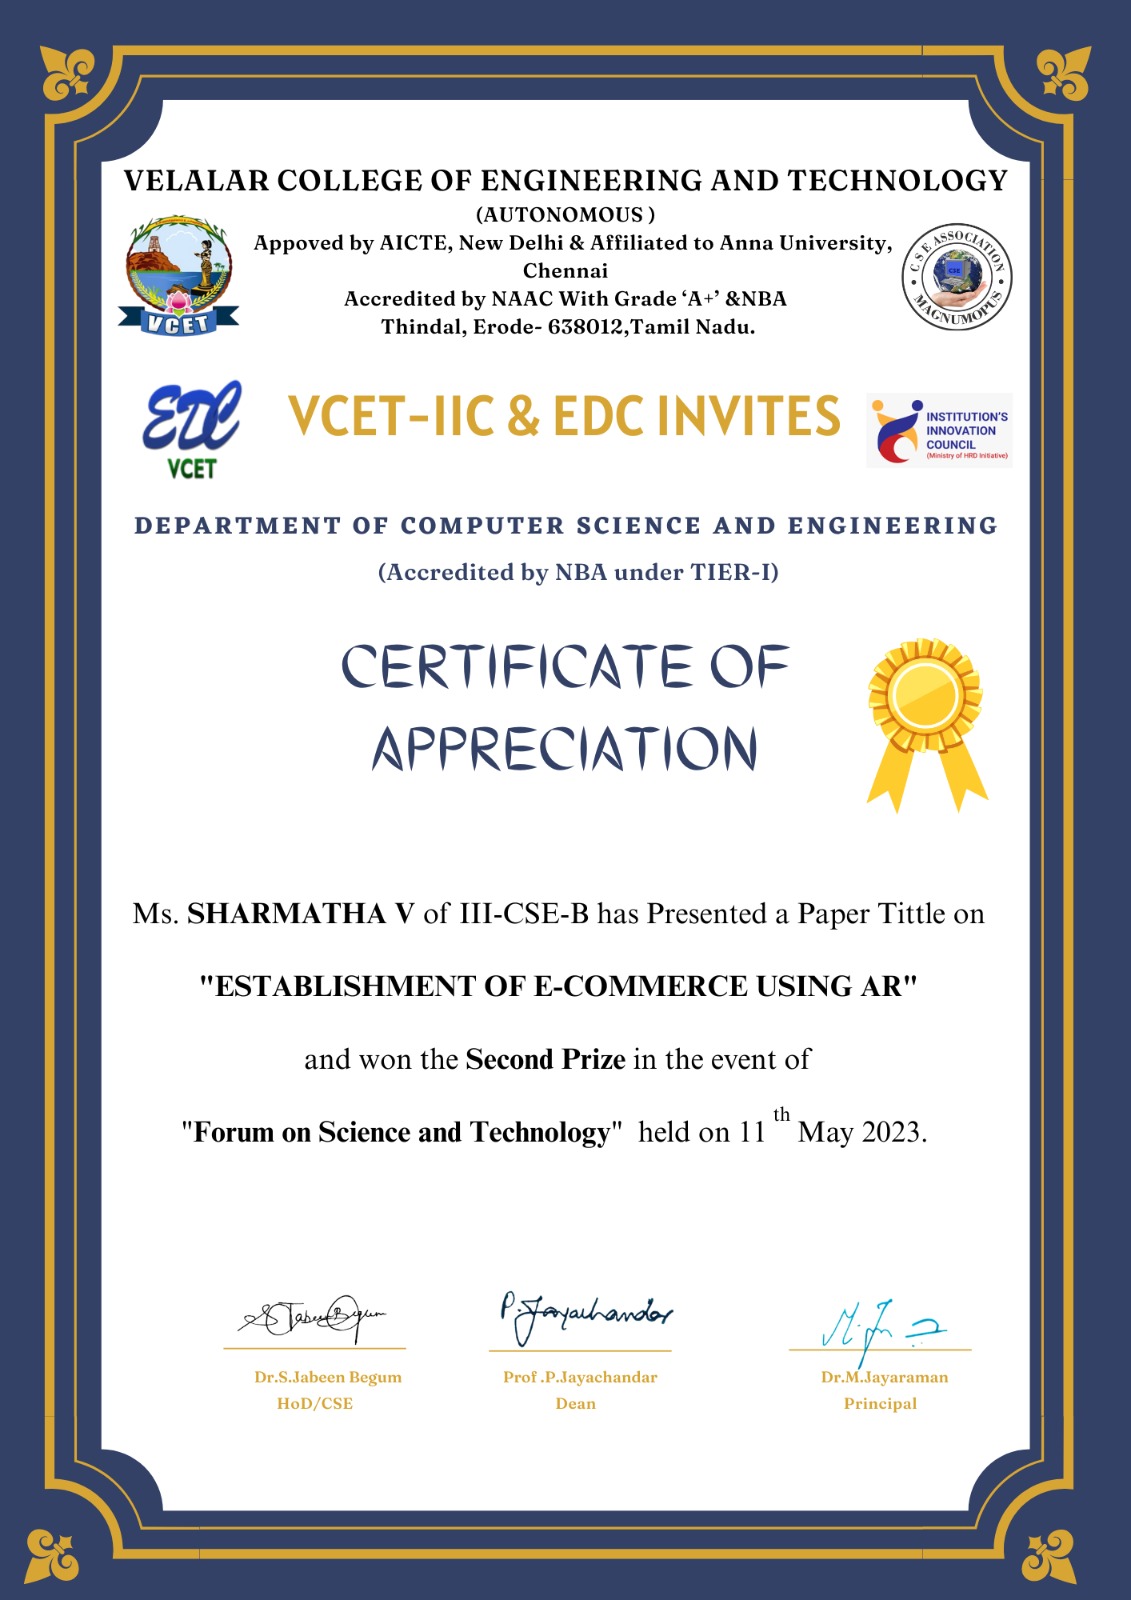 VELALAR COLLEGE OF ENGINEERING AND TECHNOLOGY
(AUTONOMOUS )
Appoved by AICTE, New Delhi & Affiliated to Anna University,
Chennai
Accredited by NAAC With Grade ‘A+’ &NBA
Thindal, Erode- 638012,Tamil Nadu.
VCET
CSE ASSOCIATION
CSE
MAGNUMOPUS
EDC
VCET
VCET-IIC & EDC INVITES
INSTITUTION'S
INNOVATION
COUNCIL
(Ministry of HRD Initiative)
DEPARTMENT OF COMPUTER SCIENCE AND ENGINEERING
(Accredited by NBA under TIER-I)
CERTIFICATE OF
APPRECIATION
Ms. SHARMATHA V of III-CSE-B has Presented a Paper Tittle on
"ESTABLISHMENT OF E-COMMERCE USING AR"
and won the Second Prize in the event of
"Forum on Science and Technology" held on 11 th May 2023.
S Jabeen Begum
P. Jayachandar
Dr.S.Jabeen Begum
HoD/CSE
Prof .P.Jayachandar
Dean
Dr.M.Jayaraman
Principal